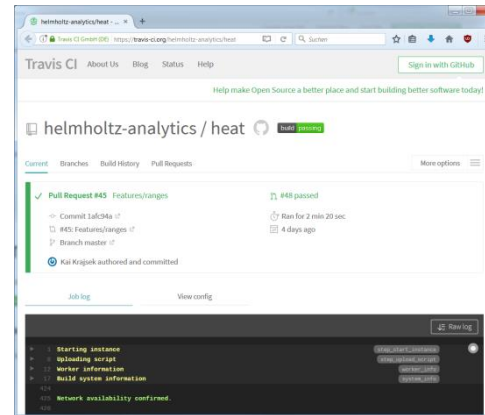 helmholtz-analytics/heat - ...
Travis CI GmbH (DE) https://travis-ci.org/helmholtz-analytics/heat
Suchen
Travis CI About Us Blog Status Help Sign in with GitHub
Help make Open Source a better place and start building better software today!
helmholtz-analytics / heat build passing
Current Branches Build History Pull Requests More options
Pull Request #45 Features/ranges #48 passed
Commit 1afc94a Ran for 2 min 20 sec
#45: Features/ranges 4 days ago
Branch master
Kai Krajsek authored and committed
Job log View config
Raw log
1 Starting instance step_start_instance
6 Uploading script step_upload_script
12 Worker information worker_info
17 Build system information system_info
424
425 Network availability confirmed.
426